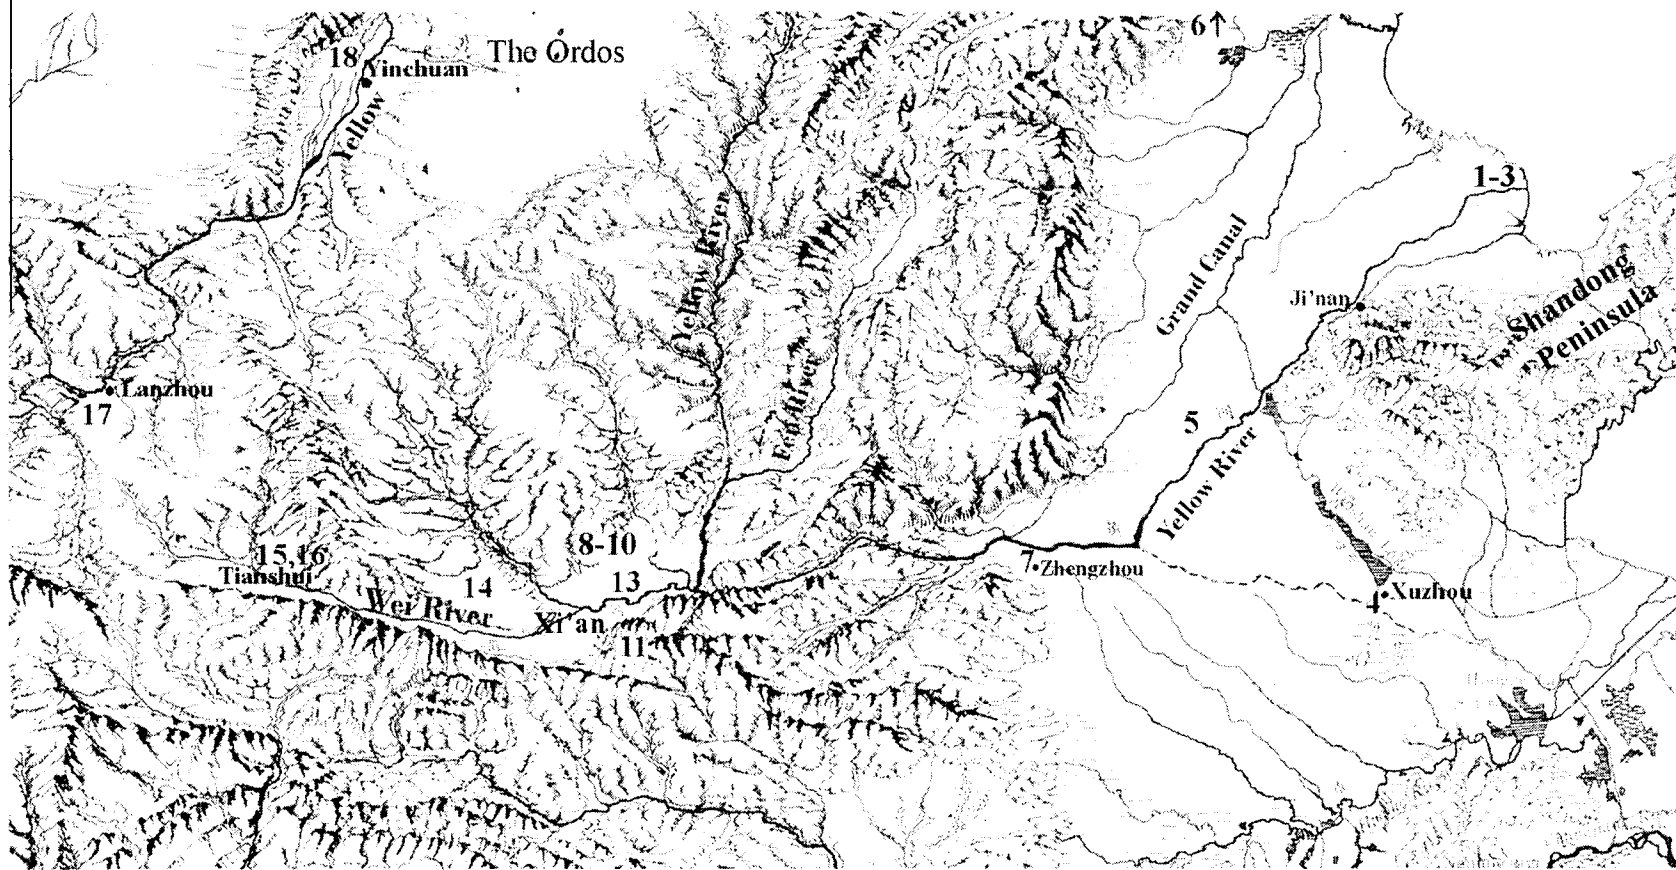 6↑
18
Yinchuan
The Ordos
Yellow
1-3
Yellow River
Grand Canal
Ji'nan
Shandong
Peninsula
Lanzhou
17
Fen River
5
Yellow River
15,16
Tianshui
14
8-10
13
Wei River
Xi'an
11
7
Zhengzhou
4
Xuzhou